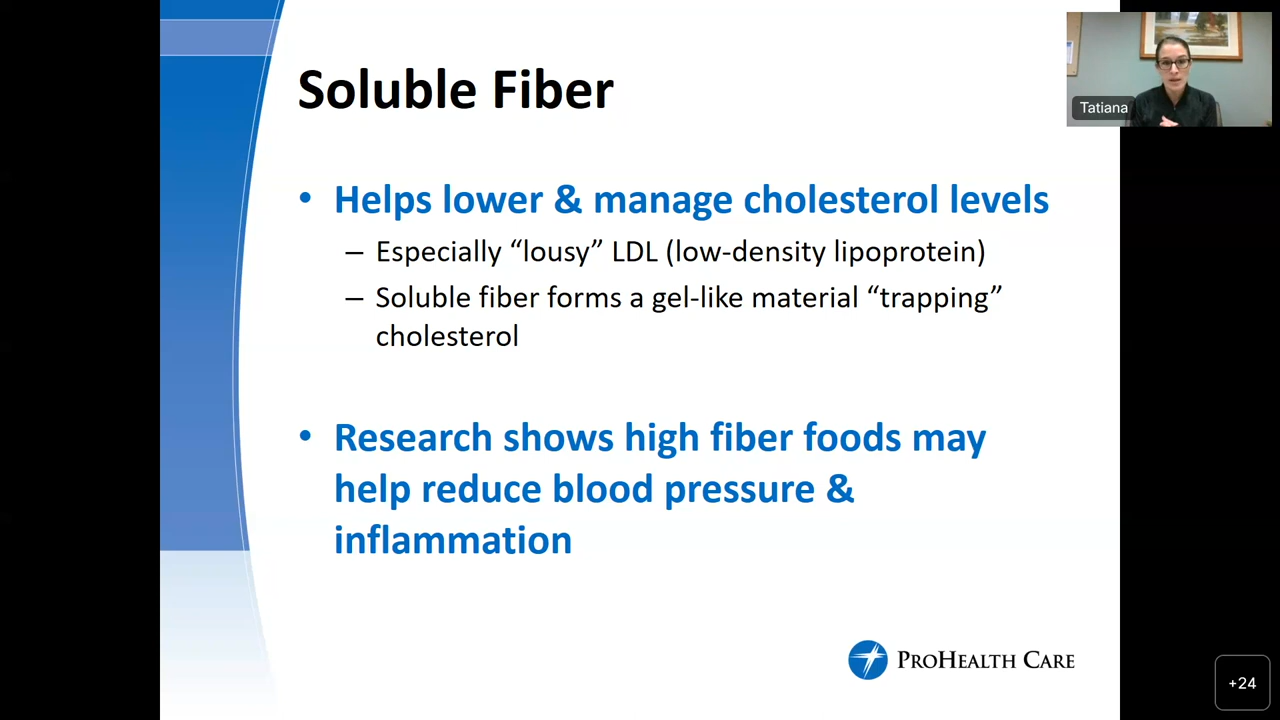 Soluble Fiber
Tatiana
• Helps lower & manage cholesterol levels
– Especially “lousy” LDL (low-density lipoprotein)
– Soluble fiber forms a gel-like material “trapping”
cholesterol
• Research shows high fiber foods may
help reduce blood pressure &
inflammation
PROHEALTH CARE
+24